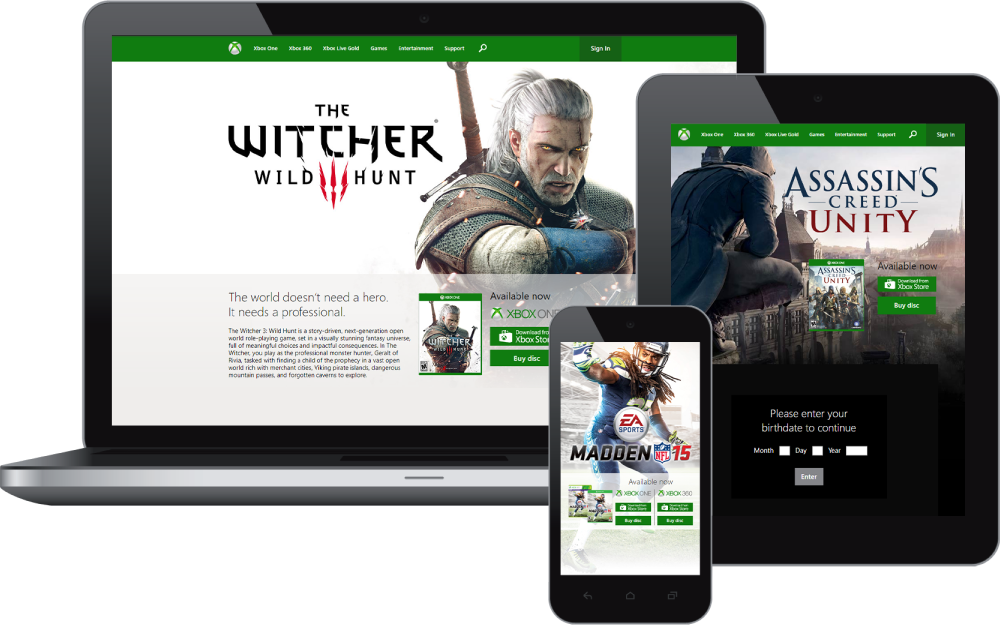 Xbox One Xbox 360 Xbox Live Gold Games Entertainment Support Sign In
THE
WITCHER®
WILD HUNT
The world doesn't need a hero.
It needs a professional.
The Witcher 3: Wild Hunt is a story-driven, next-generation open
world role-playing game, set in a visually stunning fantasy universe,
full of meaningful choices and impactful consequences. In The
Witcher, you play as the professional monster hunter, Geralt of
Rivia, tasked with finding a child of the prophecy in a vast open
world rich with merchant cities, Viking pirate islands, dangerous
mountain passes, and forgotten caverns to explore.
XBOX ONE
THE
WITCHER
WILD HUNT
Available now
XBOX ONE
Download from
Xbox Stor
Buy disc
Xbox One Xbox 360 Xbox Live Gold Games Entertainment Support Sign In
ASSASSIN'S
CREED
UNITY
XBOX ONE
ASSASSIN'S
CREED
UNITY
Available now
Download from
Xbox Store
Buy disc
Please enter your
birthdate to continue
Month Day Year
Enter
EA
SPORTS
MADDEN NFL 15
Available now
XBOX ONE XBOX 360
Download from Download from
Xbox Store Xbox Store
Buy disc Buy disc